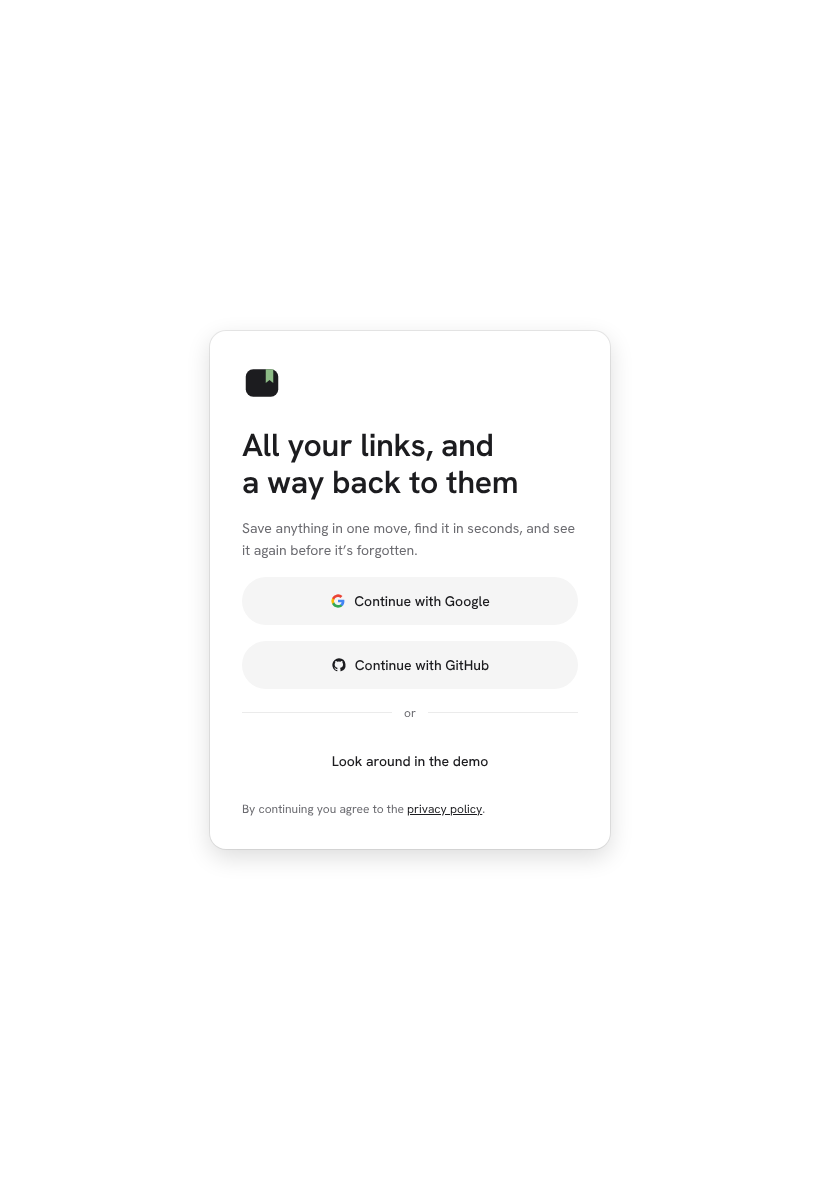 All your links, and
a way back to them
Save anything in one move, find it in seconds, and see
it again before it’s forgotten.
Continue with Google
Continue with GitHub
or
Look around in the demo
By continuing you agree to the privacy policy.